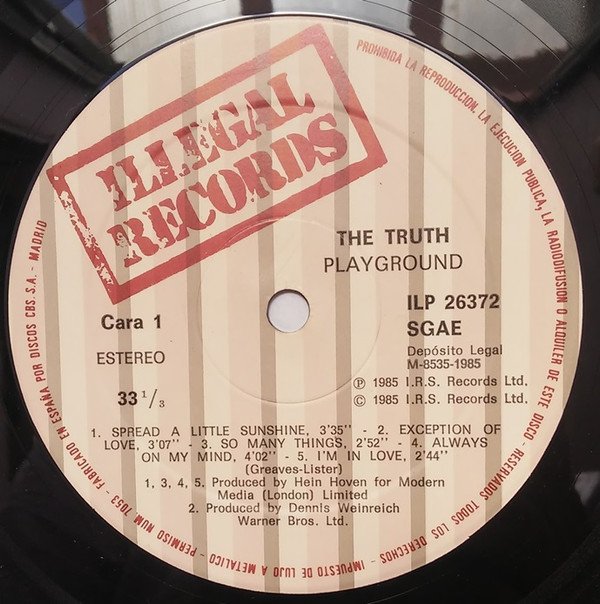 ILLEGAL
RECORDS
THE TRUTH
PLAYGROUND
Cara 1
ESTEREO
33 1/3
ILP 26372
SGAE
Depósito Legal
M-8535-1985
Ⓟ 1985 I.R.S. Records Ltd.
© 1985 I.R.S. Records Ltd.
1. SPREAD A LITTLE SUNSHINE, 3'35'' - 2. EXCEPTION OF
LOVE, 3'07'' - 3. SO MANY THINGS, 2'52'' - 4. ALWAYS
ON MY MIND, 4'02'' - 5. I'M IN LOVE, 2'44''
(Greaves-Lister)
1, 3, 4, 5. Produced by Hein Hoven for Modern
Media (London) Limited
2. Produced by Dennis Weinreich
Warner Bros. Ltd.
PROHIBIDA LA REPRODUCCION, LA EJECUCION PUBLICA, LA RADIODIFUSION O ALQUILER DE ESTE DISCO - RESERVADOS TODOS LOS DERECHOS - IMPUESTO DE LUJO A METALICO - PERMISO NUM 7053 - FABRICADO EN ESPAÑA POR DISCOS CBS S.A. - MADRID